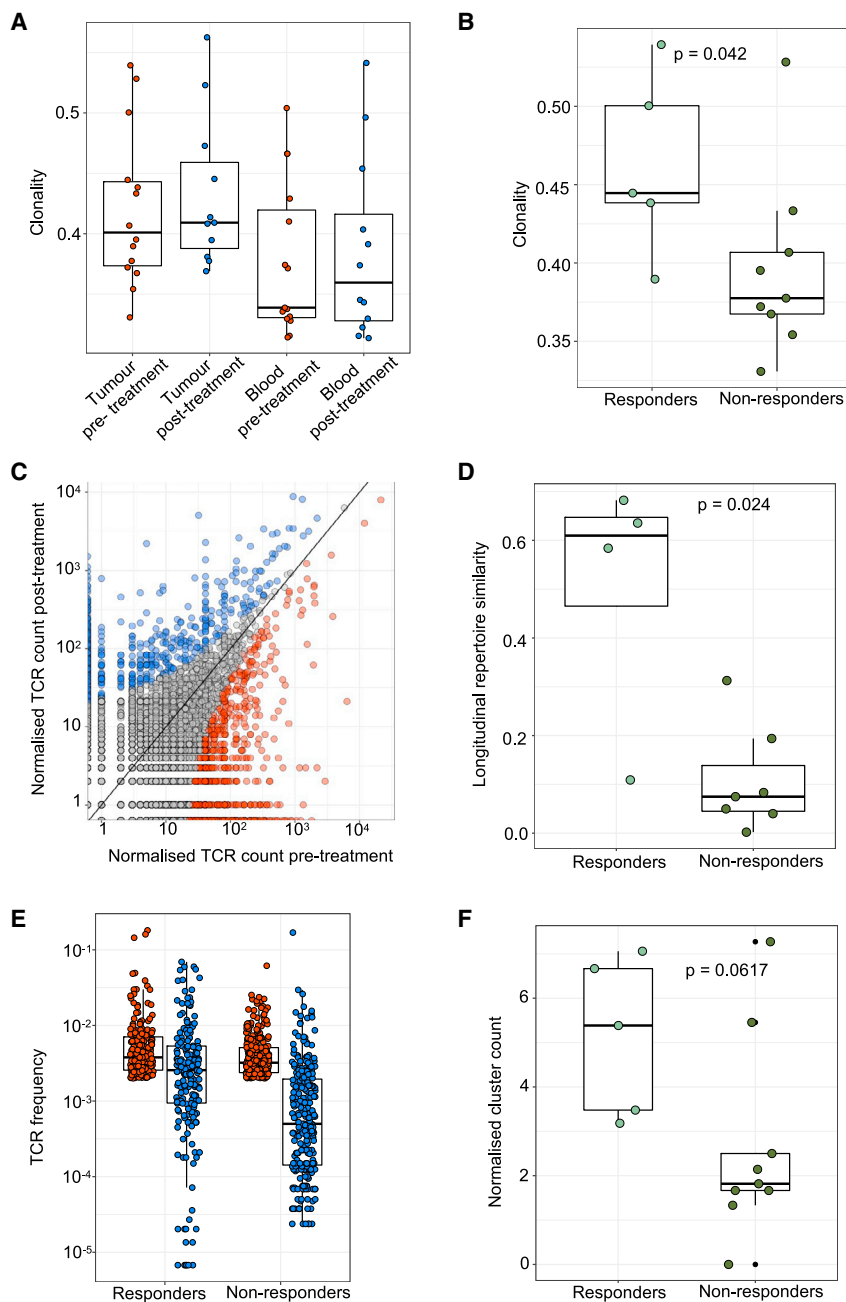 A
Clonality
0.5
0.4
Tumour
pre- treatment
Tumour
post-treatment
Blood
pre-treatment
Blood
post-treatment
B
p = 0.042
Clonality
0.50
0.45
0.40
0.35
Responders
Non-responders
C
Normalised TCR count post-treatment
10⁴
10³
10²
10
1
1
10
10²
10³
10⁴
Normalised TCR count pre-treatment
D
p = 0.024
Longitudinal repertoire similarity
0.6
0.4
0.2
0.0
Responders
Non-responders
E
TCR frequency
10⁻¹
10⁻²
10⁻³
10⁻⁴
10⁻⁵
Responders
Non-responders
F
p = 0.0617
Normalised cluster count
6
4
2
0
Responders
Non-responders